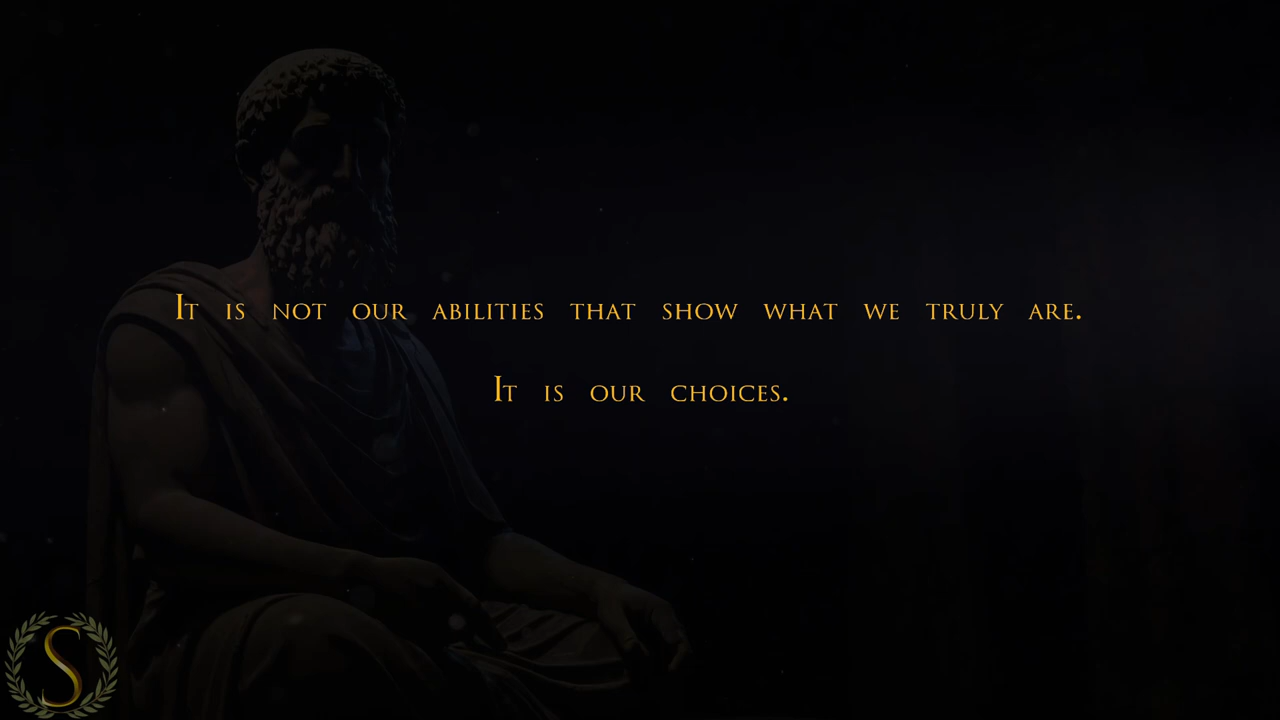 It is not our abilities that show what we truly are.
It is our choices.
S